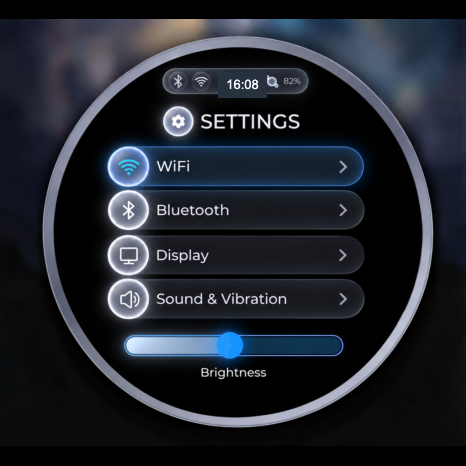 16:08 82%
SETTINGS
WiFi
Bluetooth
Display
Sound & Vibration
Brightness